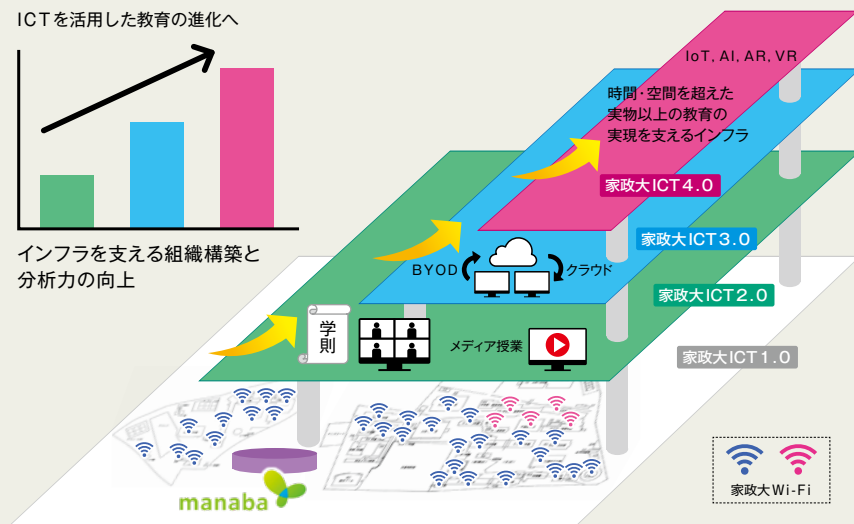 ICTを活用した教育の進化へ
インフラを支える組織構築と
分析力の向上
IoT, AI, AR, VR
時間・空間を超えた
実物以上の教育の
実現を支えるインフラ
家政大ICT4.0
家政大ICT3.0
BYOD
クラウド
家政大ICT2.0
学則
メディア授業
家政大ICT1.0
manaba
家政大Wi-Fi